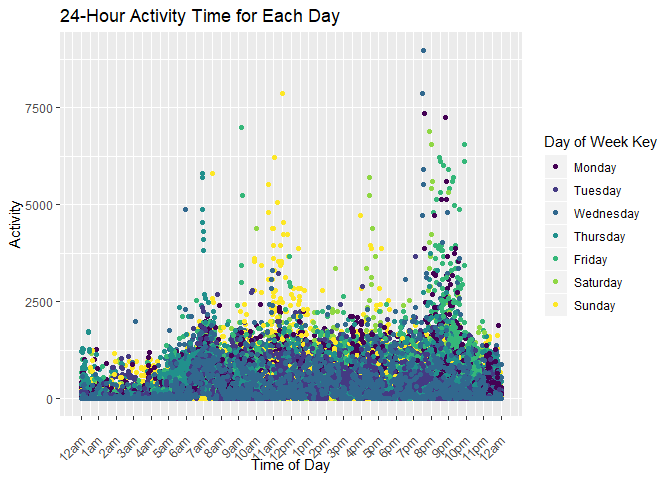 24-Hour Activity Time for Each Day
Activity
7500
5000
2500
0
12am 1am 2am 3am 4am 5am 6am 7am 8am 9am 10am 11am 12pm 1pm 2pm 3pm 4pm 5pm 6pm 7pm 8pm 9pm 10pm 11pm 12am
Time of Day
Day of Week Key
Monday
Tuesday
Wednesday
Thursday
Friday
Saturday
Sunday